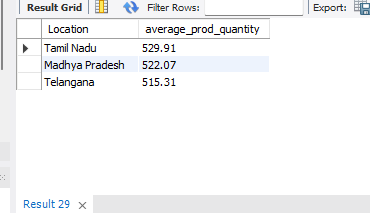 Result Grid Filter Rows: Export:
Location average_prod_quantity
Tamil Nadu 529.91
Madhya Pradesh 522.07
Telangana 515.31
Result 29